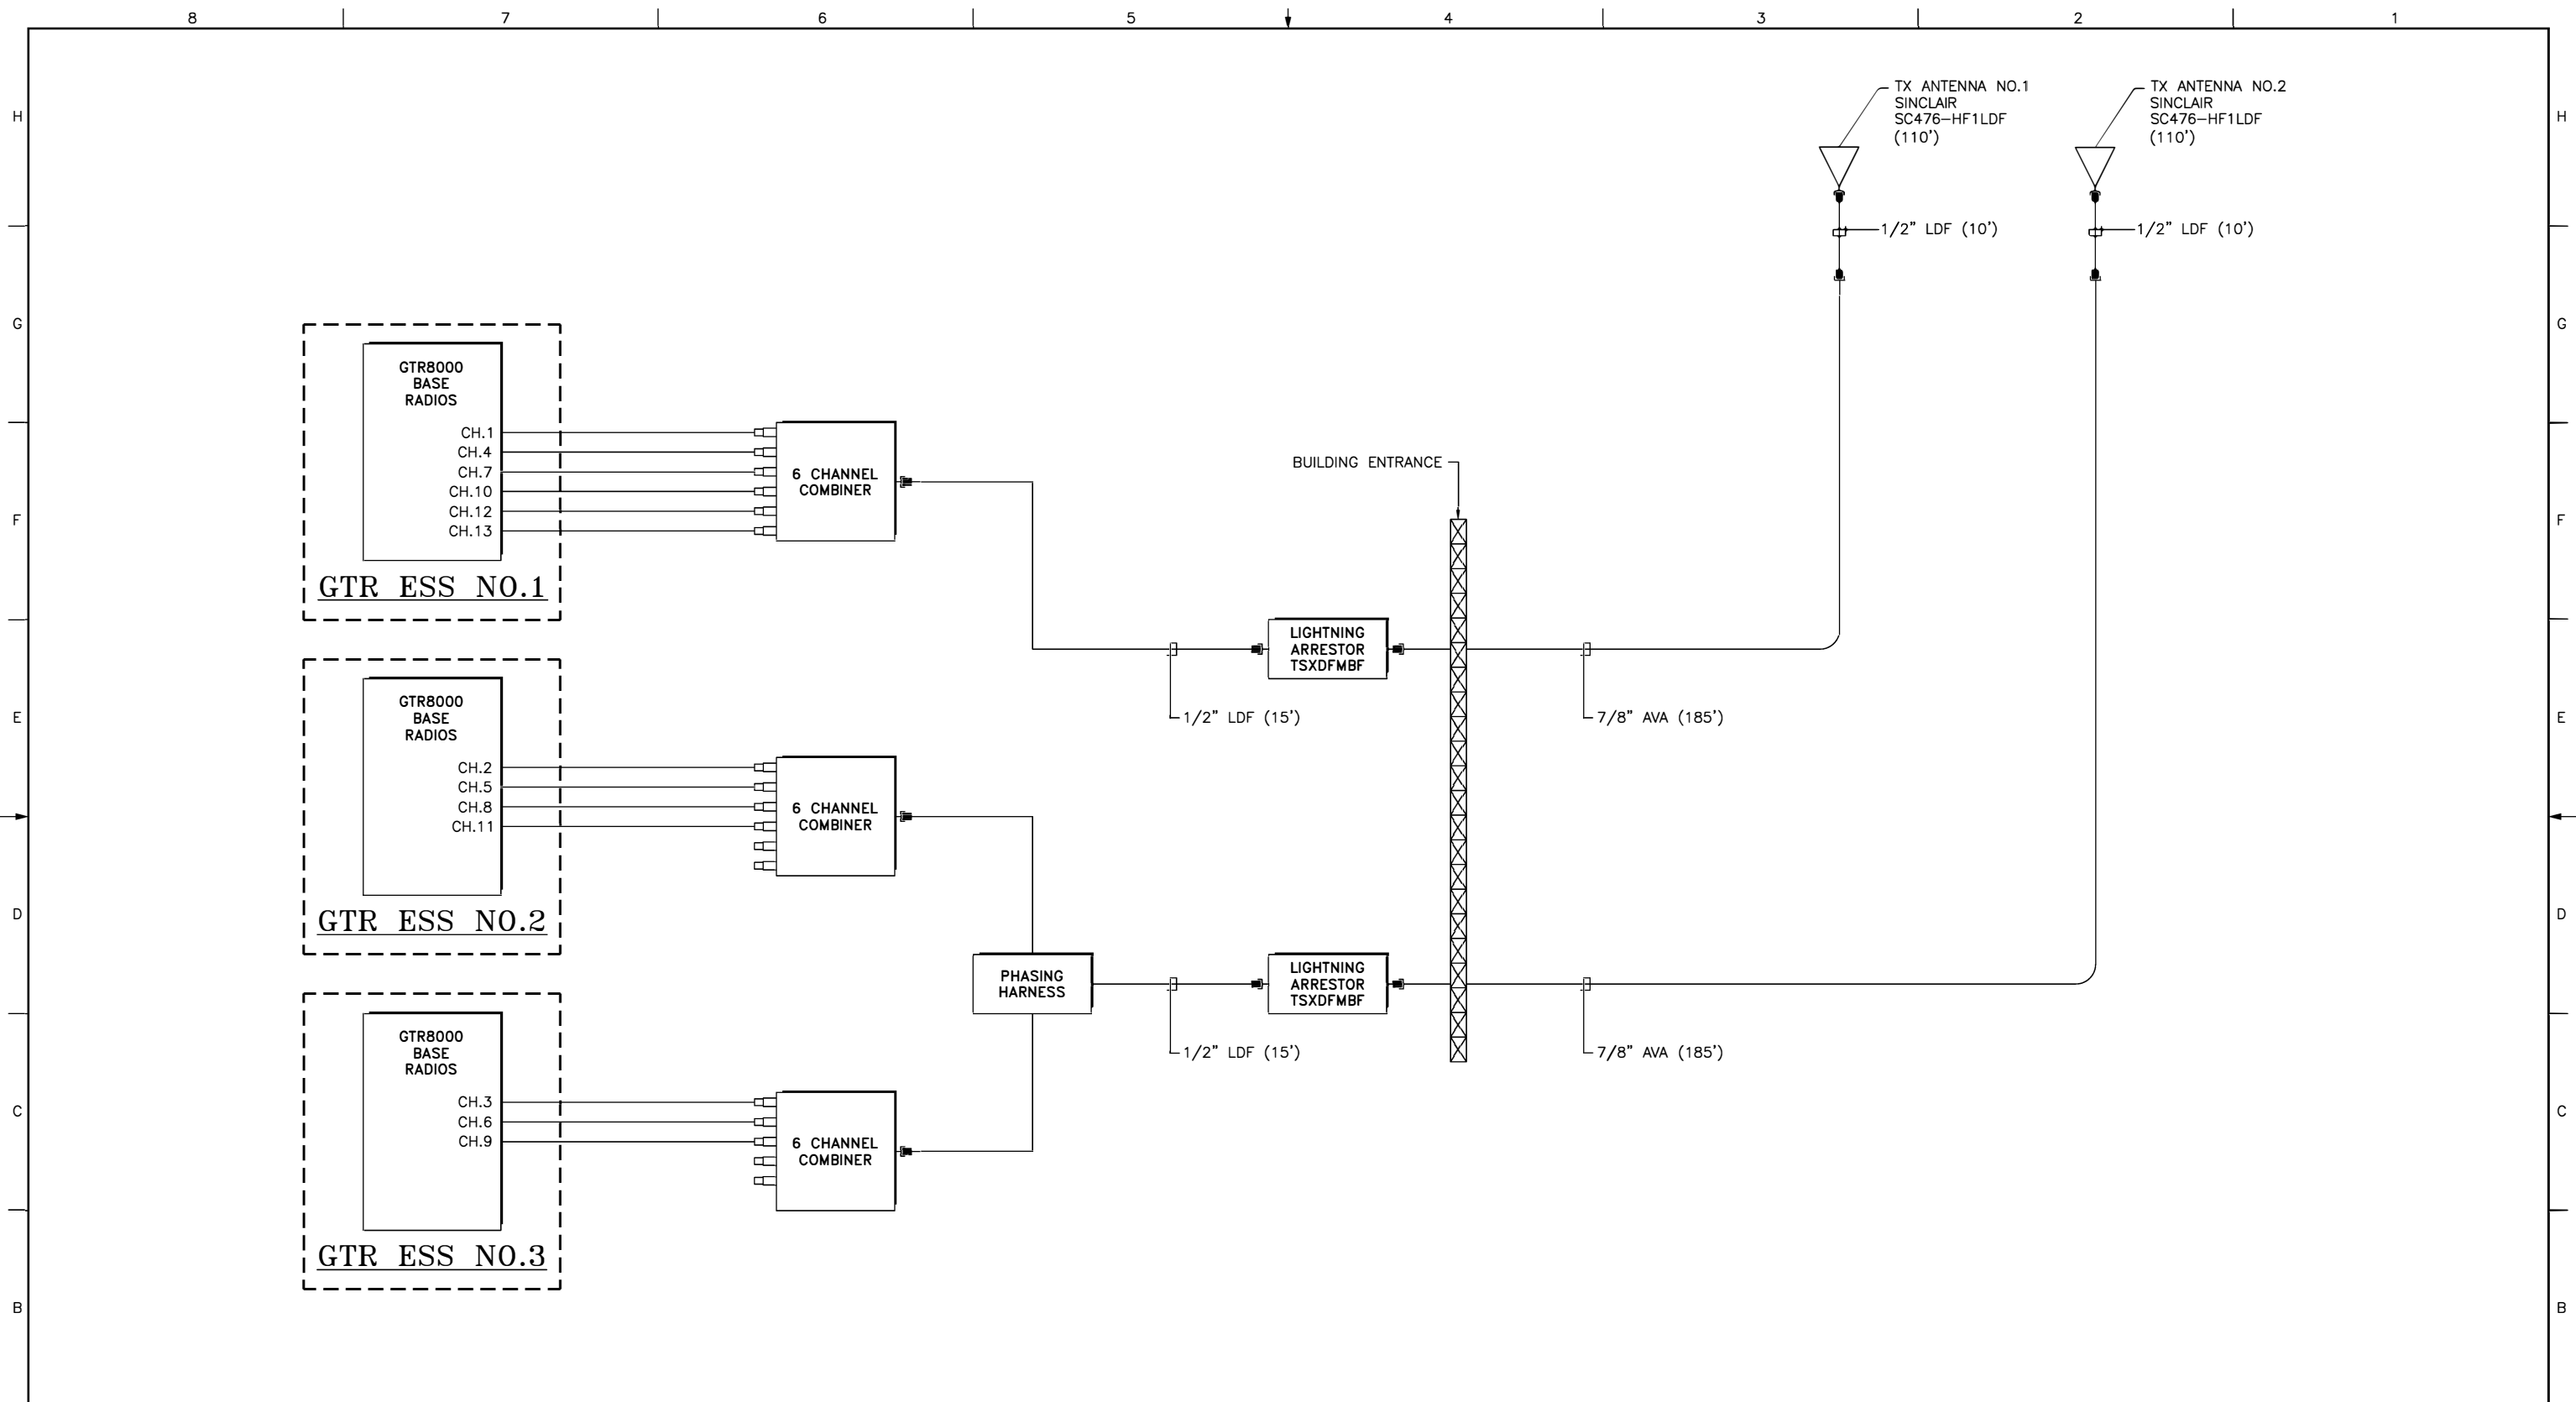 8 7 6 5 4 3 2 1
H
TX ANTENNA NO.1
SINCLAIR
SC476-HF1LDF
(110')
TX ANTENNA NO.2
SINCLAIR
SC476-HF1LDF
(110')
H
1/2" LDF (10')
1/2" LDF (10')
G
G
GTR8000
BASE
RADIOS
CH.1
CH.4
CH.7
CH.10
CH.12
CH.13
GTR ESS NO.1
6 CHANNEL
COMBINER
BUILDING ENTRANCE
F
F
LIGHTNING
ARRESTOR
TSXDFMBF
1/2" LDF (15')
7/8" AVA (185')
E
E
GTR8000
BASE
RADIOS
CH.2
CH.5
CH.8
CH.11
GTR ESS NO.2
6 CHANNEL
COMBINER
D
D
PHASING
HARNESS
LIGHTNING
ARRESTOR
TSXDFMBF
1/2" LDF (15')
7/8" AVA (185')
GTR8000
BASE
RADIOS
CH.3
CH.6
CH.9
GTR ESS NO.3
6 CHANNEL
COMBINER
C
C
B
B